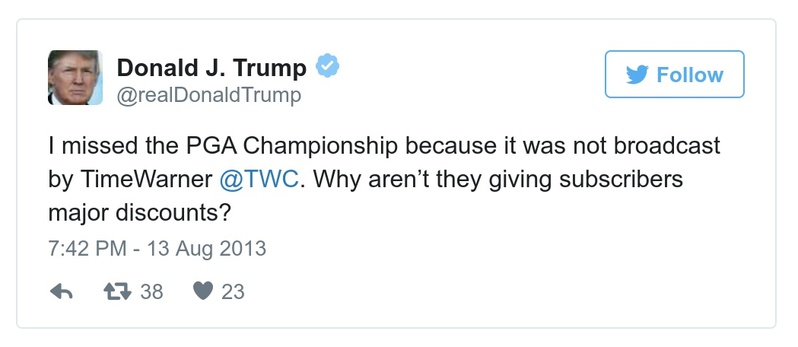 Donald J. Trump
@realDonaldTrump
Follow
I missed the PGA Championship because it was not broadcast
by TimeWarner @TWC. Why aren’t they giving subscribers
major discounts?
7:42 PM - 13 Aug 2013
38 23